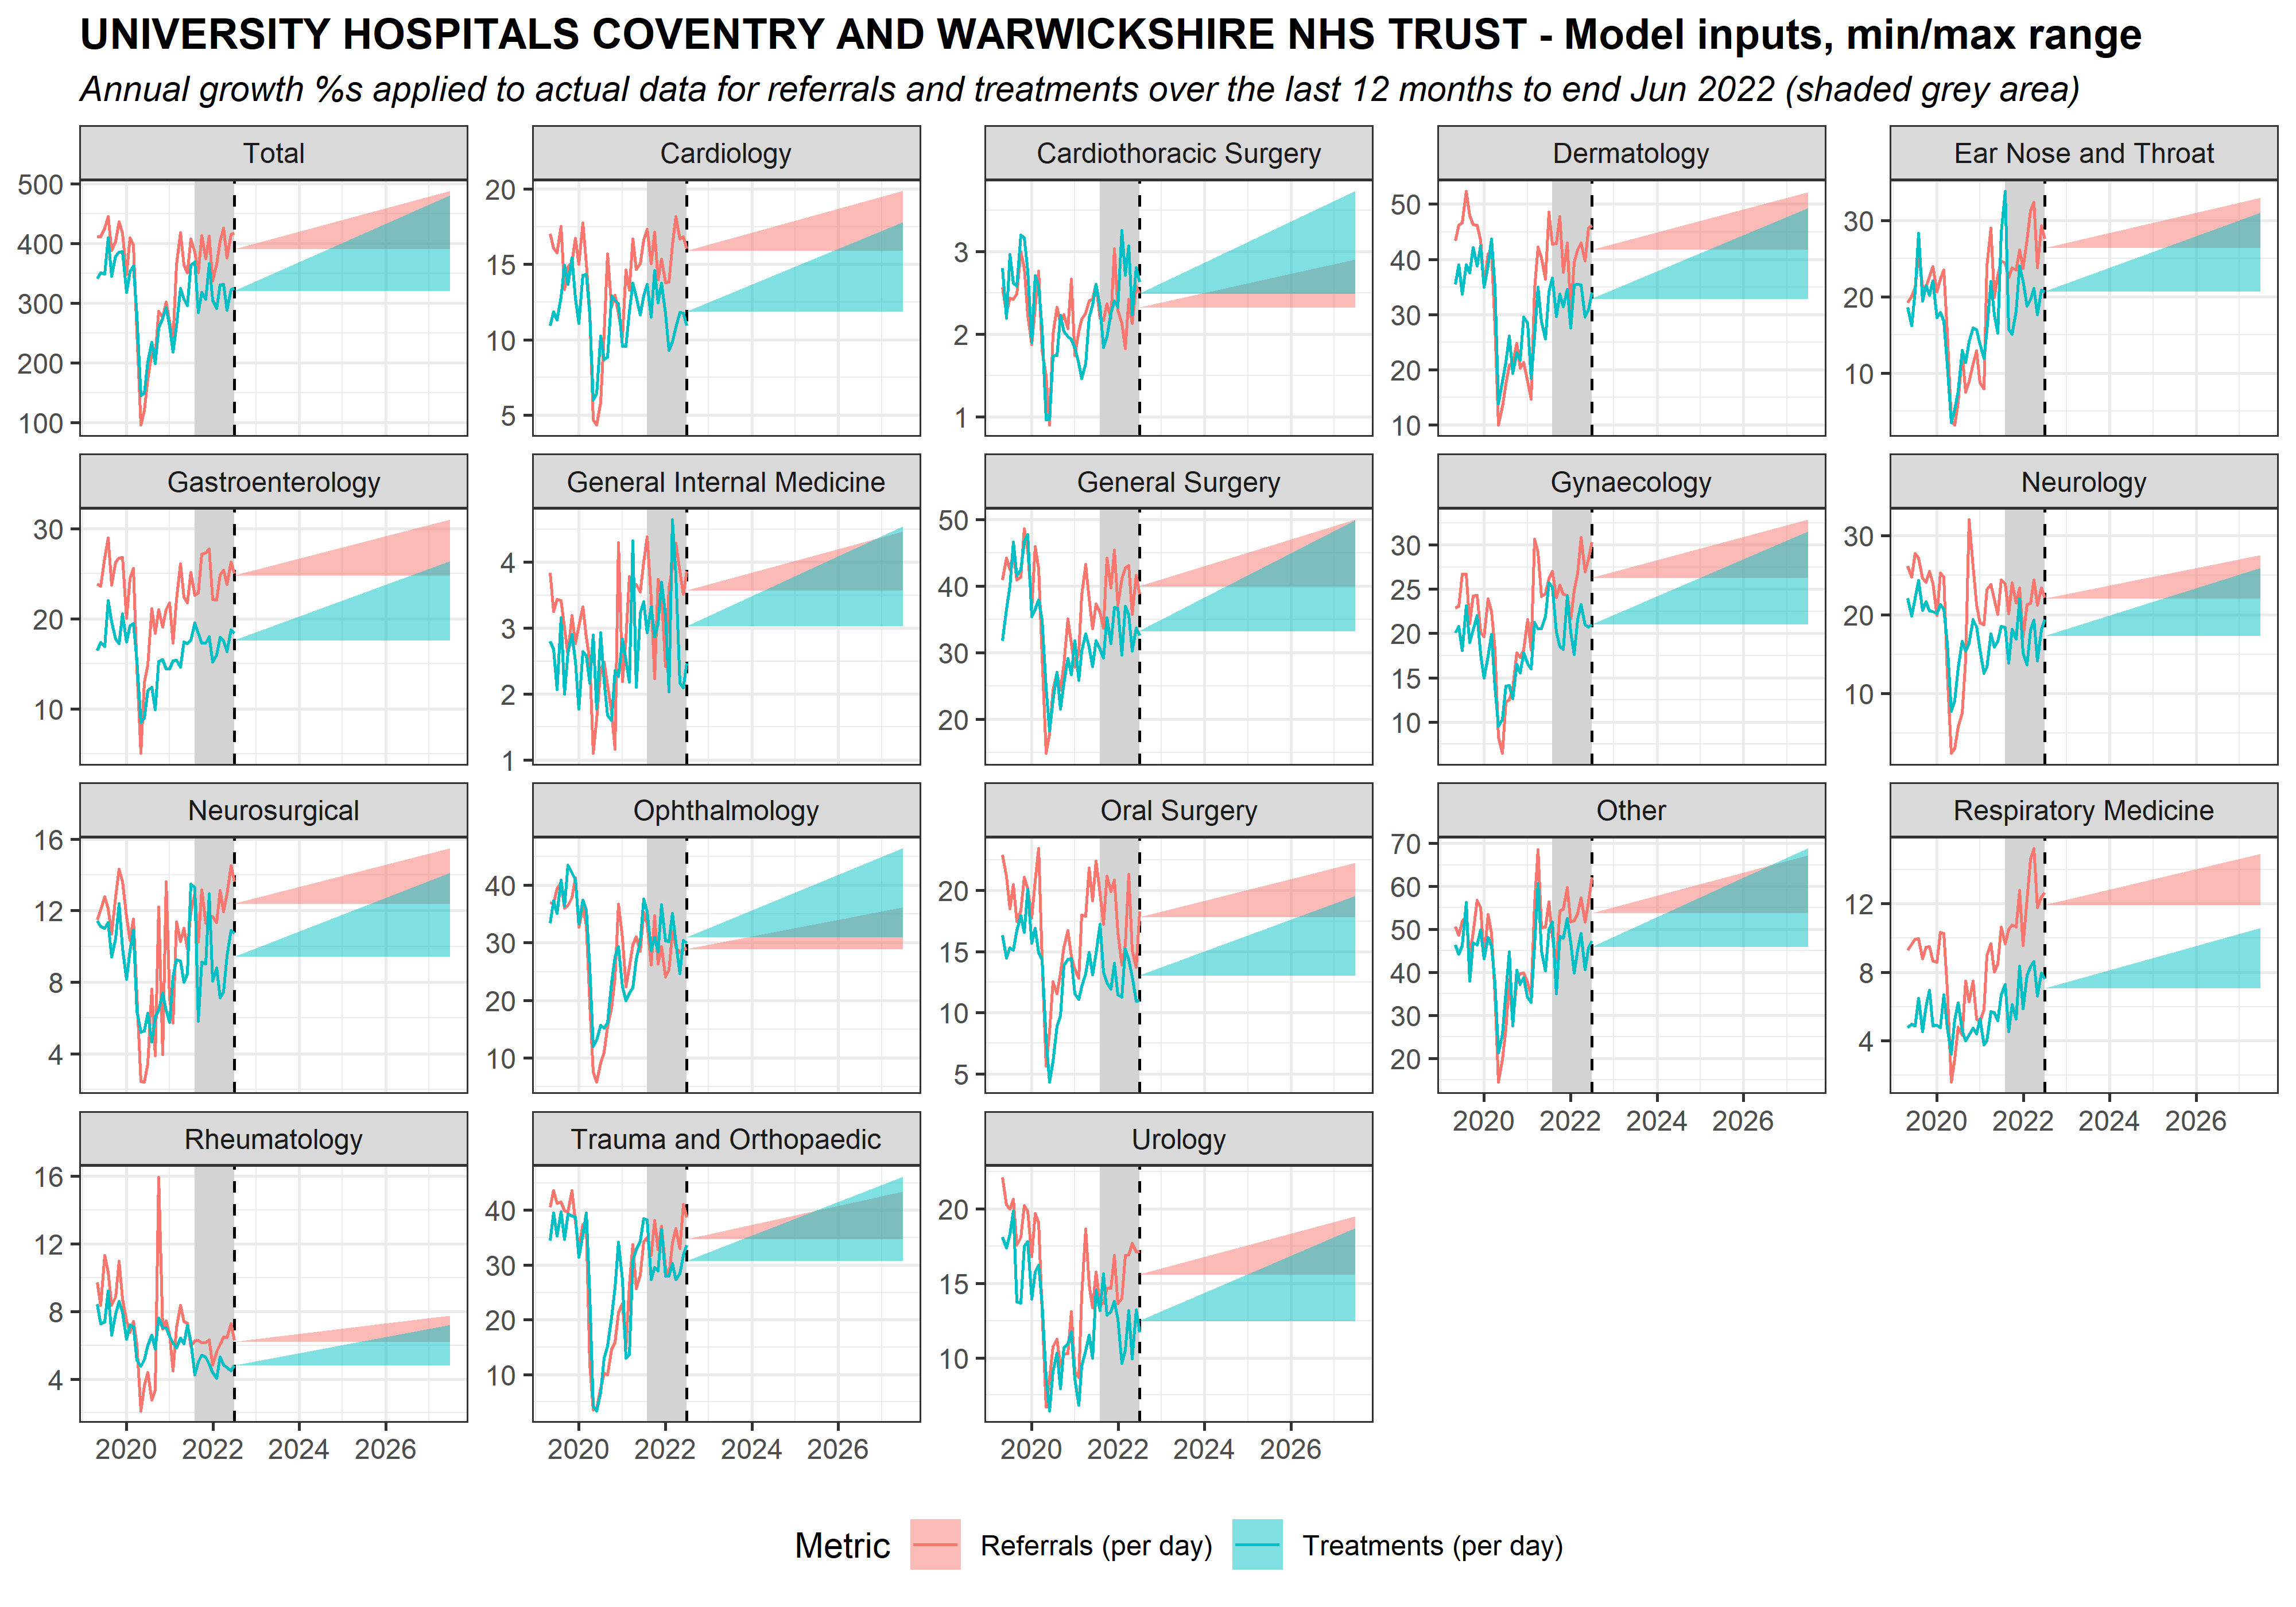 UNIVERSITY HOSPITALS COVENTRY AND WARWICKSHIRE NHS TRUST - Model inputs, min/max range
Annual growth %s applied to actual data for referrals and treatments over the last 12 months to end Jun 2022 (shaded grey area)
Total
500
400
300
200
100
Cardiology
20
15
10
5
Cardiothoracic Surgery
3
2
1
Dermatology
50
40
30
20
10
Ear Nose and Throat
30
20
10
Gastroenterology
30
20
10
General Internal Medicine
4
3
2
1
General Surgery
50
40
30
20
Gynaecology
30
25
20
15
10
Neurology
30
20
10
Neurosurgical
16
12
8
4
Ophthalmology
40
30
20
10
Oral Surgery
20
15
10
5
Other
70
60
50
40
30
20
2020 2022 2024 2026
Respiratory Medicine
12
8
4
2020 2022 2024 2026
Rheumatology
16
12
8
4
2020 2022 2024 2026
Trauma and Orthopaedic
40
30
20
10
2020 2022 2024 2026
Urology
20
15
10
2020 2022 2024 2026
Metric Referrals (per day) Treatments (per day)